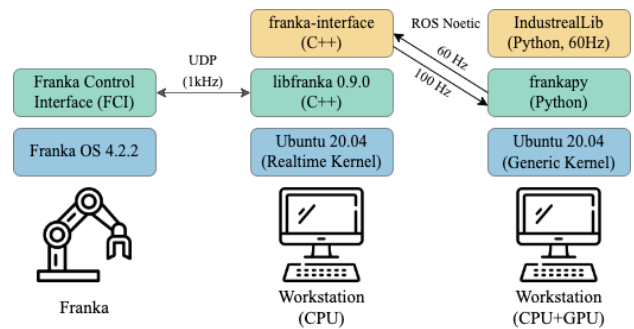 franka-interface
(C++)
ROS Noetic
IndustrealLib
(Python, 60Hz)
60 Hz
100 Hz
UDP
(1kHz)
Franka Control
Interface (FCI)
libfranka 0.9.0
(C++)
frankapy
(Python)
Franka OS 4.2.2
Ubuntu 20.04
(Realtime Kernel)
Ubuntu 20.04
(Generic Kernel)
Franka
Workstation
(CPU)
Workstation
(CPU+GPU)